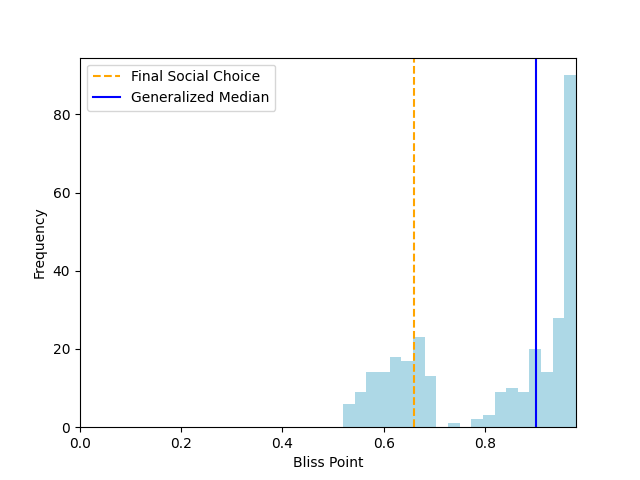 Final Social Choice
Generalized Median
Frequency
80
60
40
20
0
0.0 0.2 0.4 0.6 0.8
Bliss Point